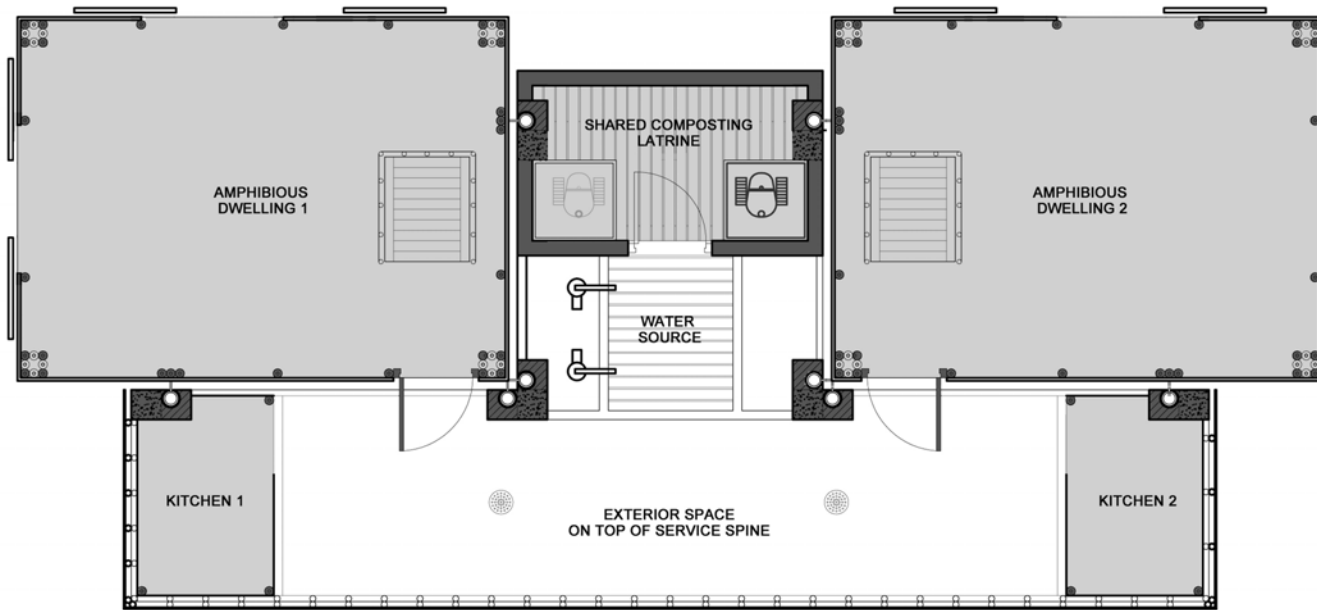 SHARED COMPOSTING
LATRINE
AMPHIBIOUS
DWELLING 1
AMPHIBIOUS
DWELLING 2
WATER
SOURCE
KITCHEN 1
EXTERIOR SPACE
ON TOP OF SERVICE SPINE
KITCHEN 2